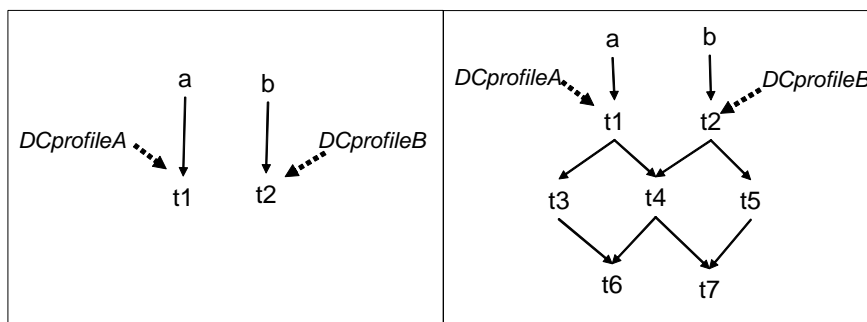 a b
DCprofileA DCprofileB
t1 t2
a b
DCprofileA DCprofileB
t1 t2
t3 t4 t5
t6 t7